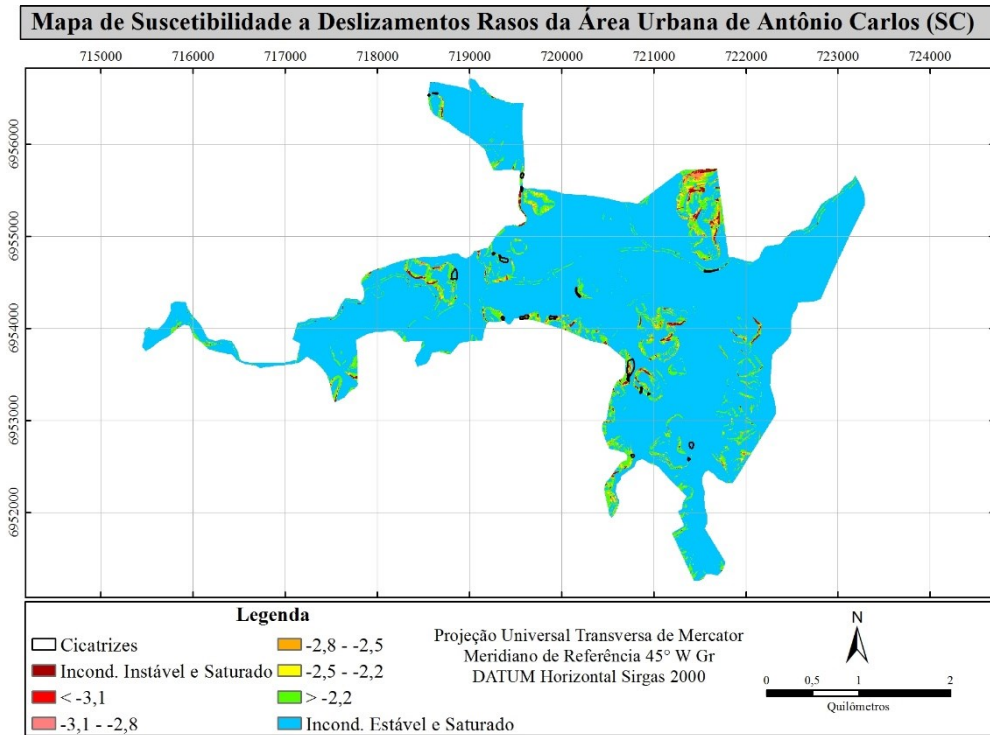 Mapa de Suscetibilidade a Deslizamentos Rasos da Área Urbana de Antônio Carlos (SC)
715000 716000 717000 718000 719000 720000 721000 722000 723000 724000
6956000
6955000
6954000
6953000
6952000
Legenda
Cicatrizes
Incond. Instável e Saturado
< -3,1
-3,1 - -2,8
-2,8 - -2,5
-2,5 - -2,2
> -2,2
Incond. Estável e Saturado
Projeção Universal Transversa de Mercator
Meridiano de Referência 45° W Gr
DATUM Horizontal Sirgas 2000
N
0 0,5 1 2
Quilômetros